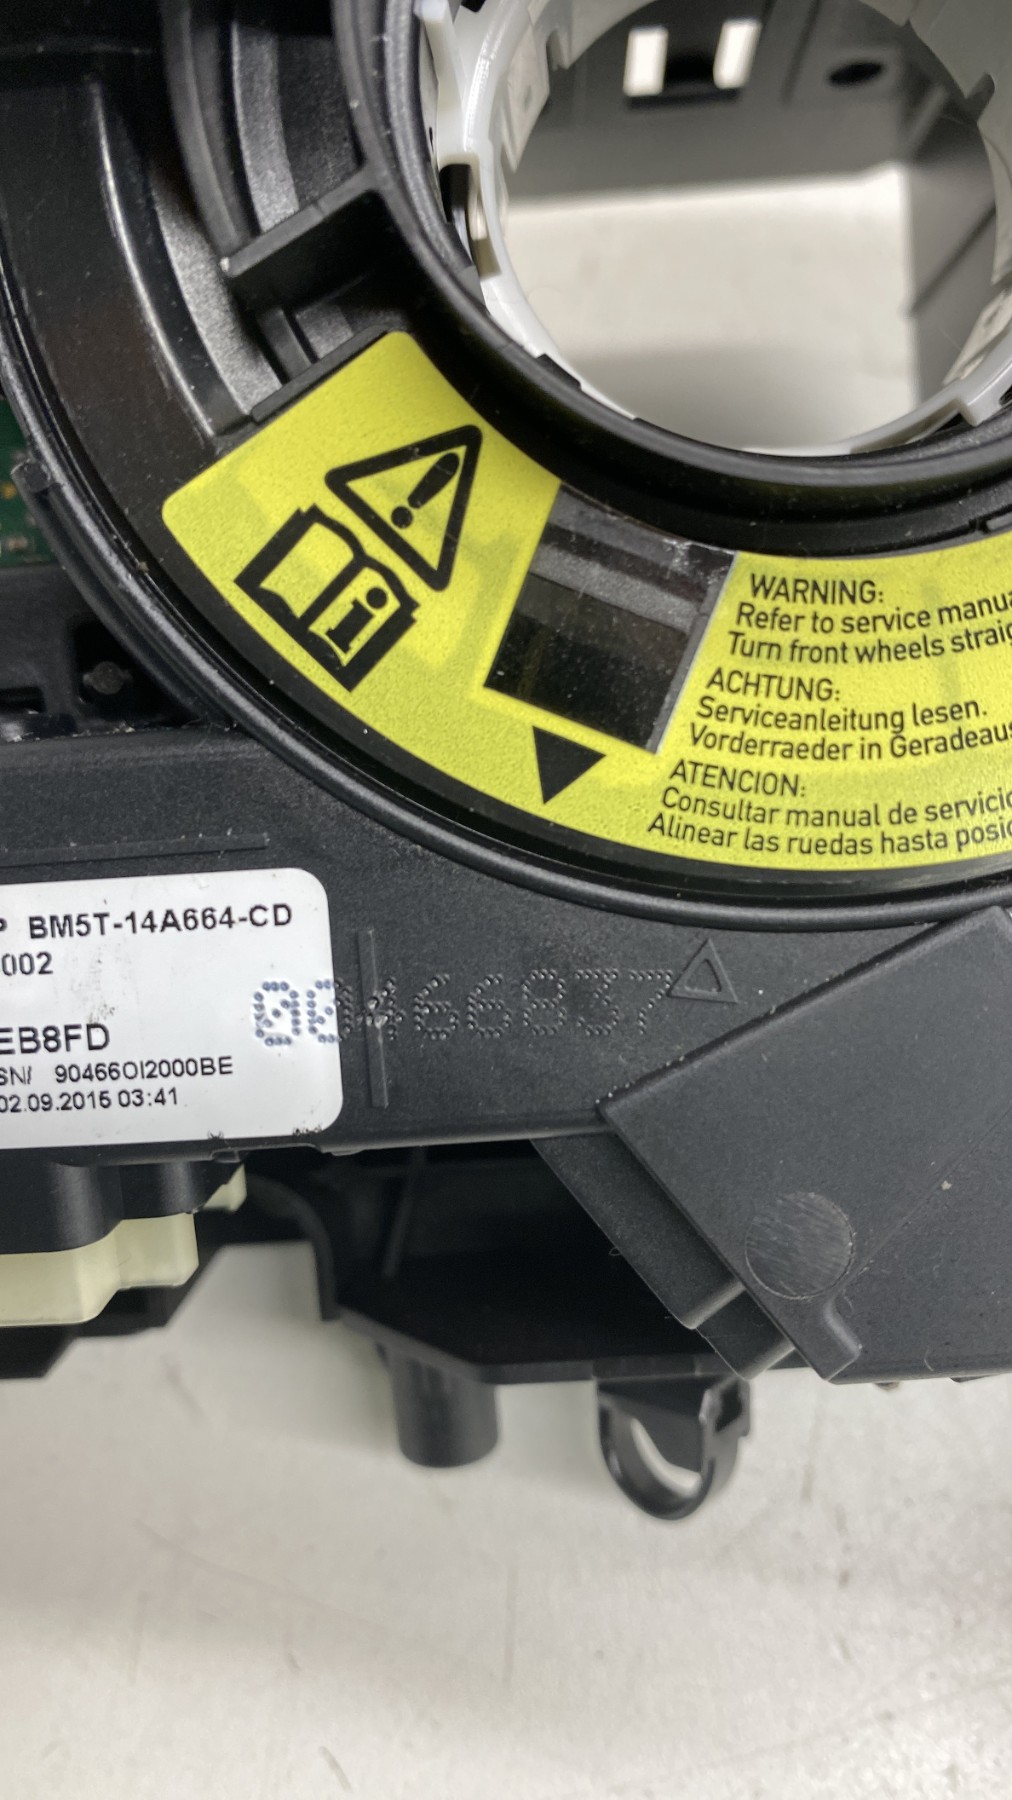 WARNING:
Refer to service manua
Turn front wheels straig
ACHTUNG:
Serviceanleitung lesen.
Vorderraeder in Geradeaus
ATENCION:
Consultar manual de servicio
Alinear las ruedas hasta posic
P BM5T-14A664-CD
002
EB8FD
SN/ 90466OI2000BE
02.09.2015 03:41
00466837